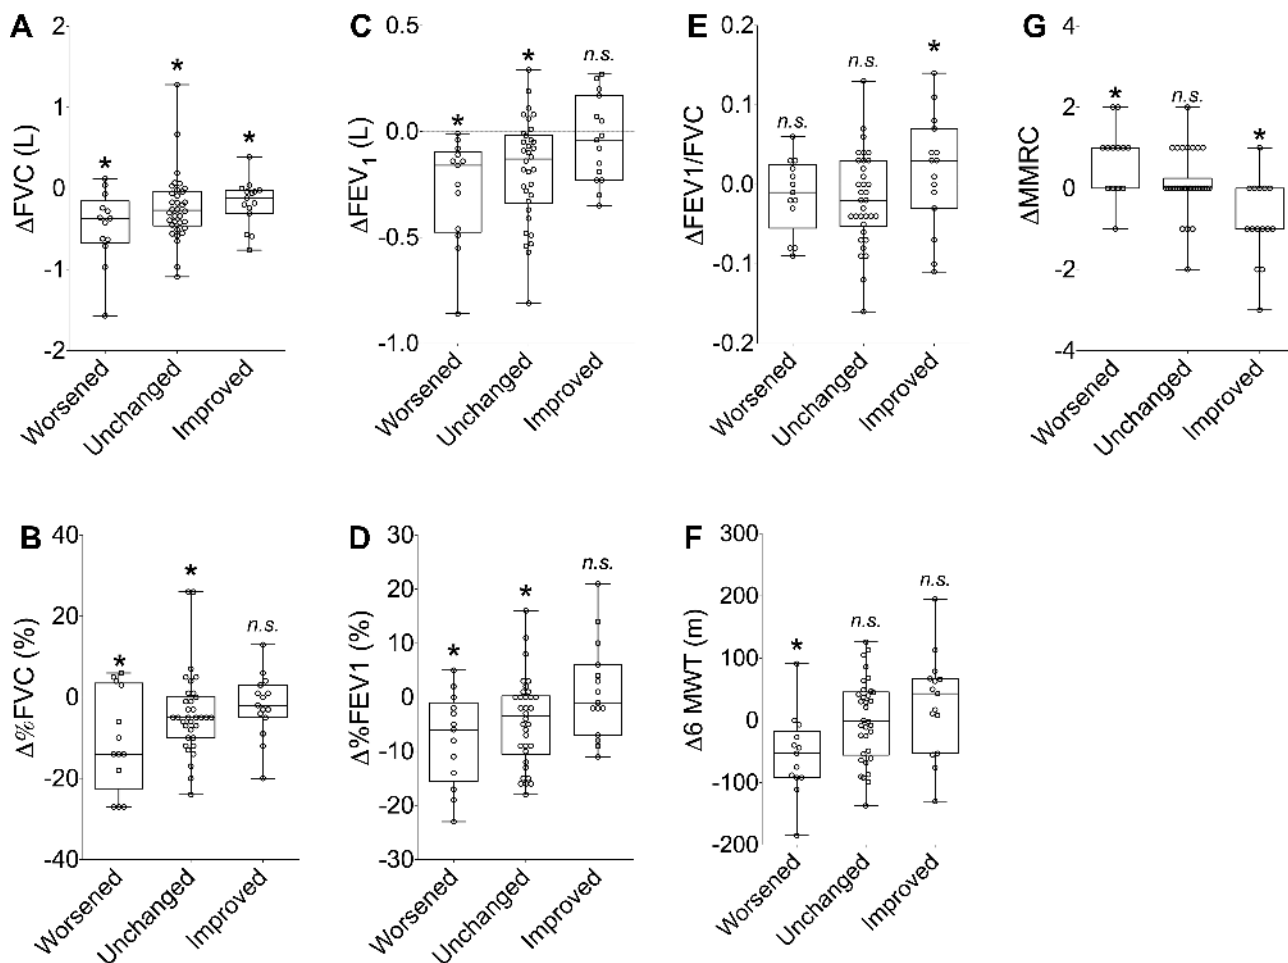 A
ΔFVC (L)
2
1
0
-1
-2
*
*
*
Worsened
Unchanged
Improved
C
ΔFEV1 (L)
0.5
0.0
-0.5
-1.0
*
*
n.s.
Worsened
Unchanged
Improved
E
ΔFEV1/FVC
0.2
0.1
0.0
-0.1
-0.2
n.s.
n.s.
*
Worsened
Unchanged
Improved
G
ΔMMRC
4
2
0
-2
-4
*
n.s.
*
Worsened
Unchanged
Improved
B
Δ%FVC (%)
40
20
0
-20
-40
*
*
n.s.
Worsened
Unchanged
Improved
D
Δ%FEV1 (%)
30
20
10
0
-10
-20
-30
*
*
n.s.
Worsened
Unchanged
Improved
F
Δ6 MWT (m)
300
200
100
0
-100
-200
*
n.s.
n.s.
Worsened
Unchanged
Improved